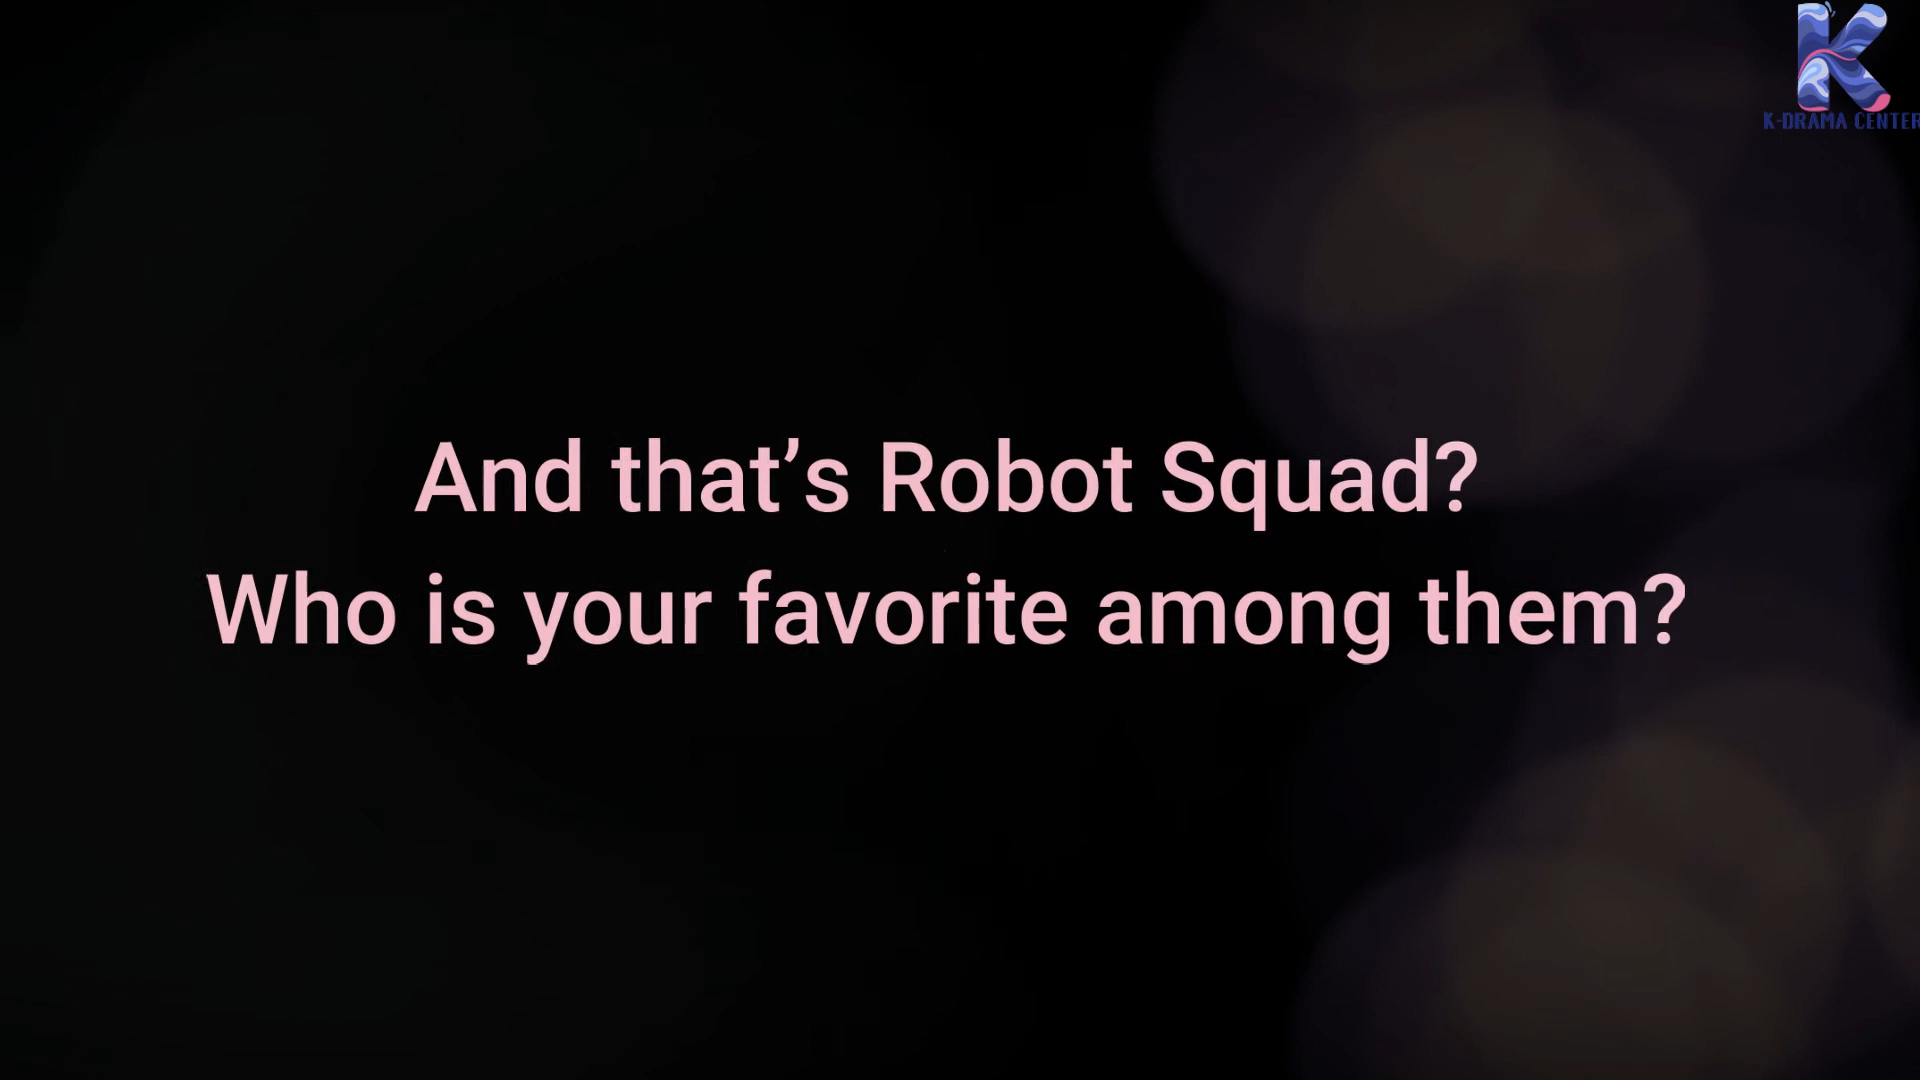 K-DRAMA CENTER
And that’s Robot Squad?
Who is your favorite among them?